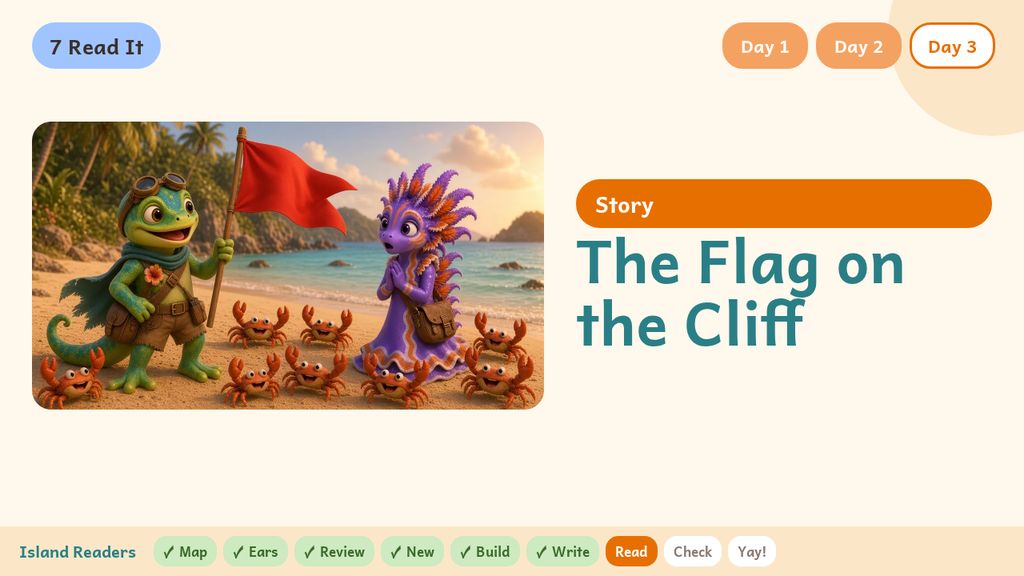 7 Read It
Day 1
Day 2
Day 3
Story
The Flag on
the Cliff
Island Readers
✓ Map
✓ Ears
✓ Review
✓ New
✓ Build
✓ Write
Read
Check
Yay!